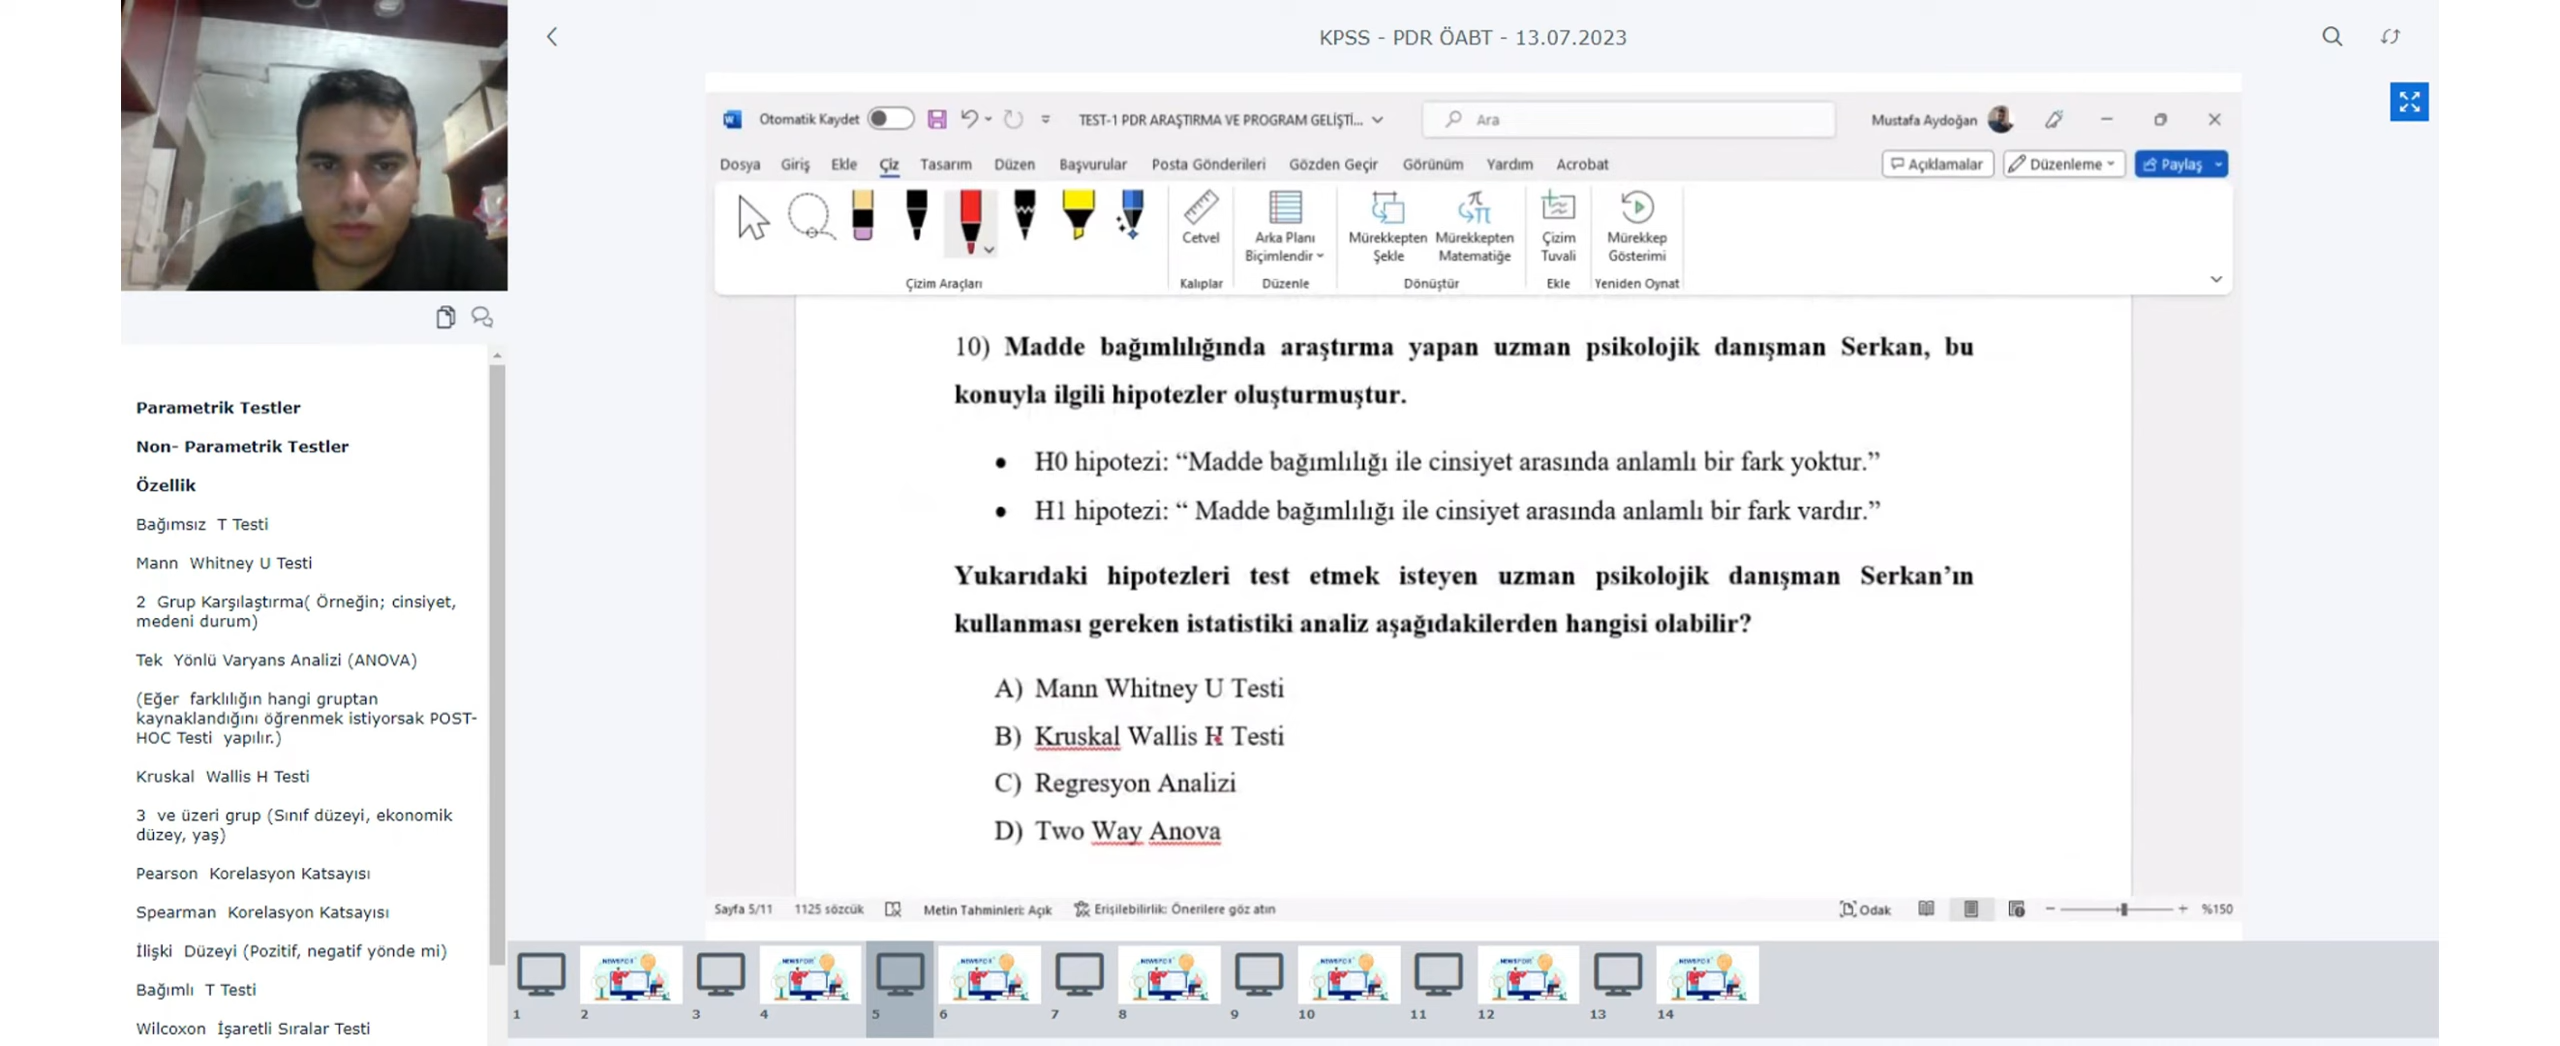 KPSS - PDR ÖABT - 13.07.2023
Otomatik Kaydet
TEST-1 PDR ARAŞTIRMA VE PROGRAM GELİŞTİ...
Ara
Mustafa Aydoğan
Dosya Giriş Ekle Çiz Tasarım Düzen Başvurular Posta Gönderileri Gözden Geçir Görünüm Yardım Acrobat
Açıklamalar Düzenleme Paylaş
Cetvel
Arka Planı
Biçimlendir
Mürekkepten
Şekle
Mürekkepten
Matematiğe
Çizim
Tuvali
Mürekkep
Gösterimi
Çizim Araçları Kalıplar Düzenle Dönüştür Ekle Yeniden Oynat
Parametrik Testler
Non- Parametrik Testler
Özellik
Bağımsız T Testi
Mann Whitney U Testi
2 Grup Karşılaştırma( Örneğin; cinsiyet,
medeni durum)
Tek Yönlü Varyans Analizi (ANOVA)
(Eğer farklılığın hangi gruptan
kaynaklandığını öğrenmek istiyorsak POST-
HOC Testi yapılır.)
Kruskal Wallis H Testi
3 ve üzeri grup (Sınıf düzeyi, ekonomik
düzey, yaş)
Pearson Korelasyon Katsayısı
Spearman Korelasyon Katsayısı
İlişki Düzeyi (Pozitif, negatif yönde mi)
Bağımlı T Testi
Wilcoxon İşaretli Sıralar Testi
10) Madde bağımlılığında araştırma yapan uzman psikolojik danışman Serkan, bu
konuyla ilgili hipotezler oluşturmuştur.
• H0 hipotezi: “Madde bağımlılığı ile cinsiyet arasında anlamlı bir fark yoktur.”
• H1 hipotezi: “ Madde bağımlılığı ile cinsiyet arasında anlamlı bir fark vardır.”
Yukarıdaki hipotezleri test etmek isteyen uzman psikolojik danışman Serkan’ın
kullanması gereken istatistiki analiz aşağıdakilerden hangisi olabilir?
A) Mann Whitney U Testi
B) Kruskal Wallis H Testi
C) Regresyon Analizi
D) Two Way Anova
Sayfa 5/11 1125 sözcük Metin Tahminleri: Açık Erişilebilirlik: Önerilere göz atın Odak %150
1 2 3 4 5 6 7 8 9 10 11 12 13 14